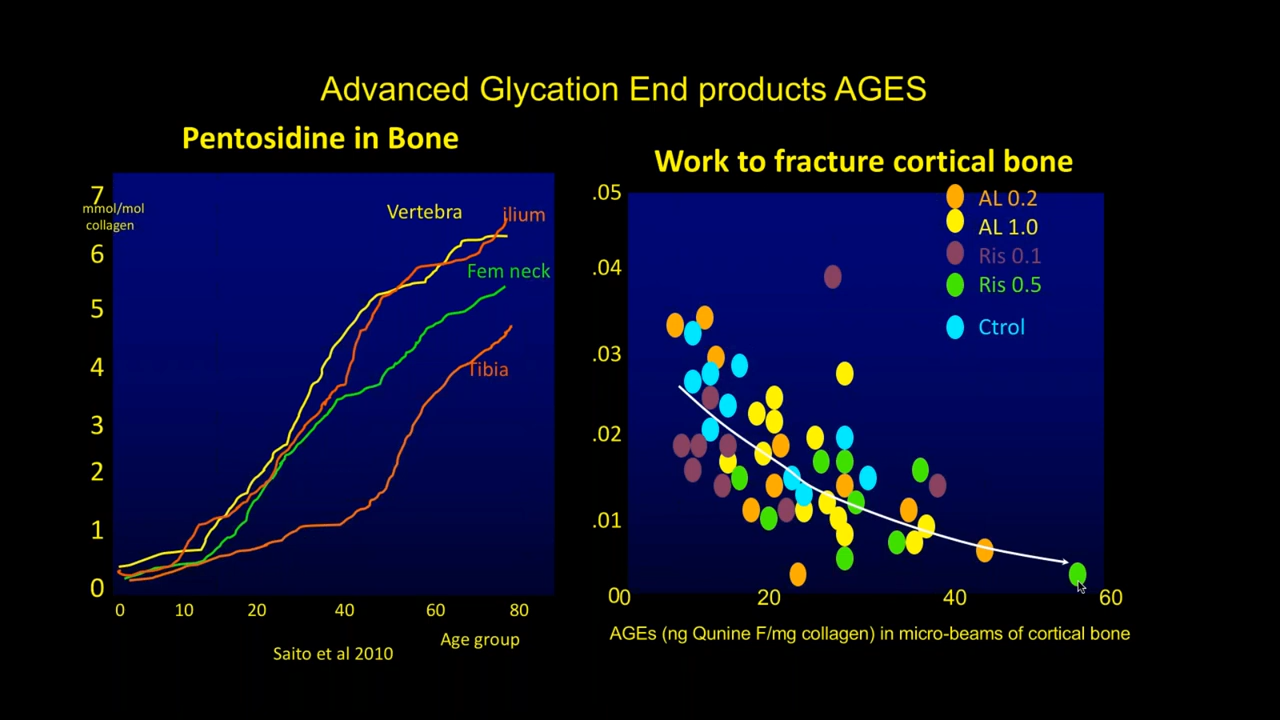 Advanced Glycation End products AGES
Pentosidine in Bone
7
mmol/mol
collagen
6
5
4
3
2
1
0
Vertebra
ilium
Fem neck
Tibia
0 10 20 40 60 80
Age group
Saito et al 2010
Work to fracture cortical bone
.05
.04
.03
.02
.01
00 20 40 60
AL 0.2
AL 1.0
Ris 0.1
Ris 0.5
Ctrol
AGEs (ng Qunine F/mg collagen) in micro-beams of cortical bone